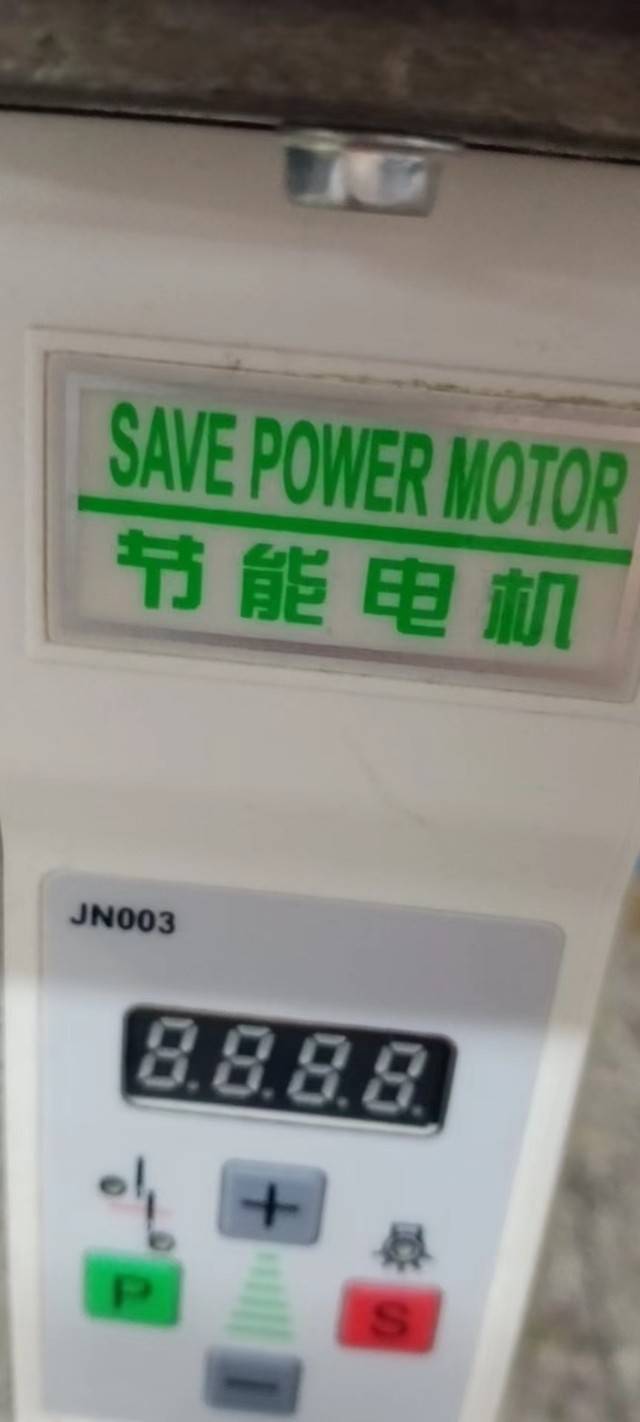 SAVE POWER MOTOR
节能电机
JN003
8.8.8.8.
+
P
S
−